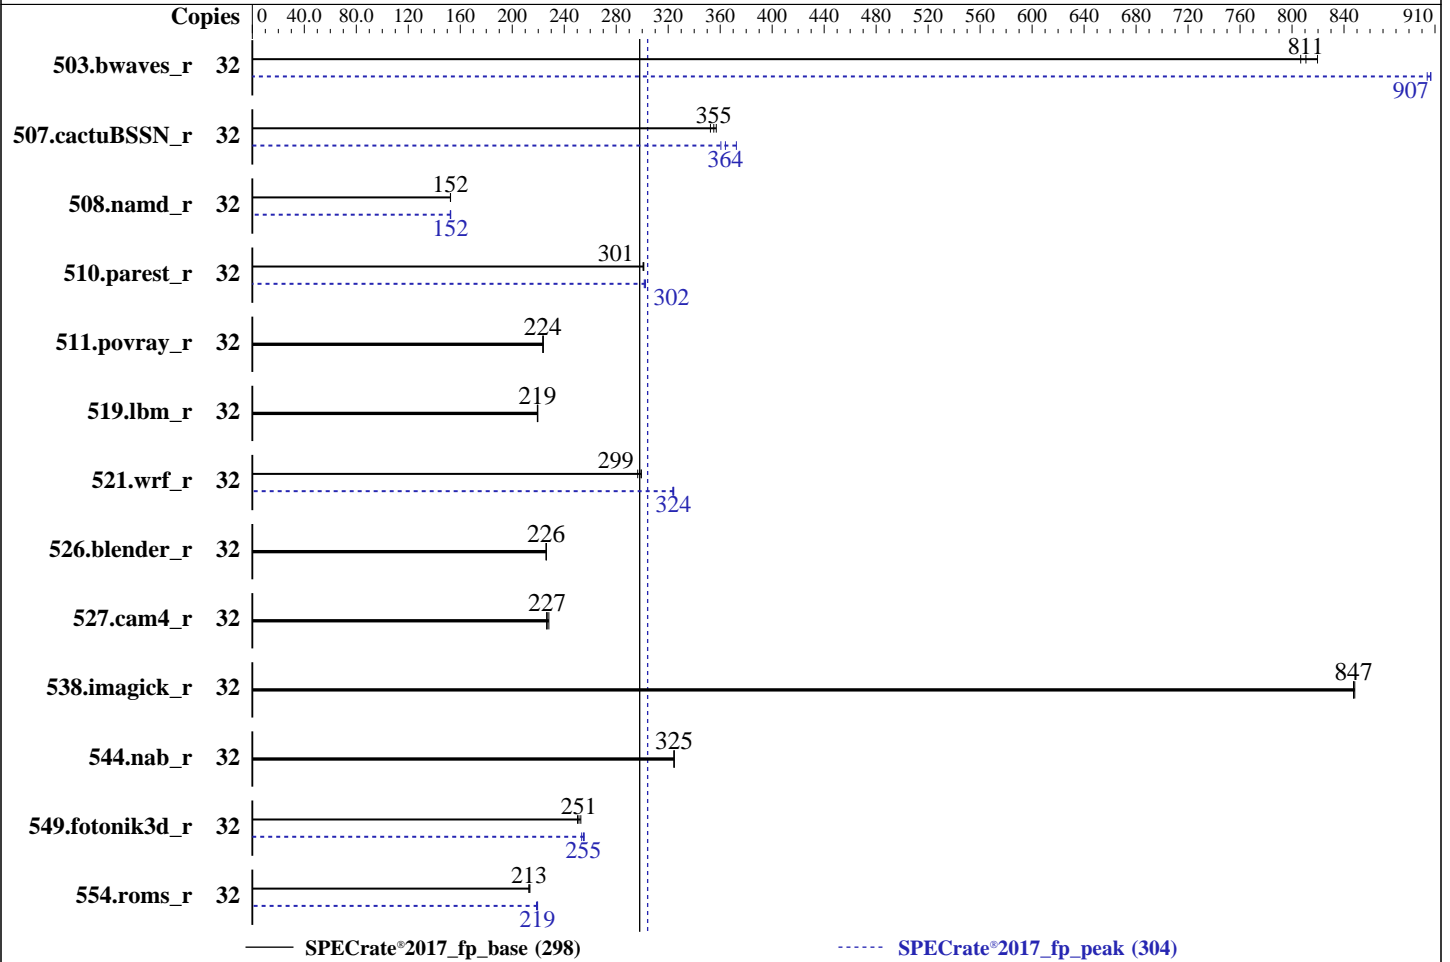 Copies 0 40.0 80.0 120 160 200 240 280 320 360 400 440 480 520 560 600 640 680 720 760 800 840 910
811
503.bwaves_r 32
907
355
507.cactuBSSN_r 32
364
152
508.namd_r 32
152
301
510.parest_r 32
302
224
511.povray_r 32
219
519.lbm_r 32
299
521.wrf_r 32
324
226
526.blender_r 32
227
527.cam4_r 32
847
538.imagick_r 32
325
544.nab_r 32
251
549.fotonik3d_r 32
255
213
554.roms_r 32
219
SPECrate®2017_fp_base (298) SPECrate®2017_fp_peak (304)